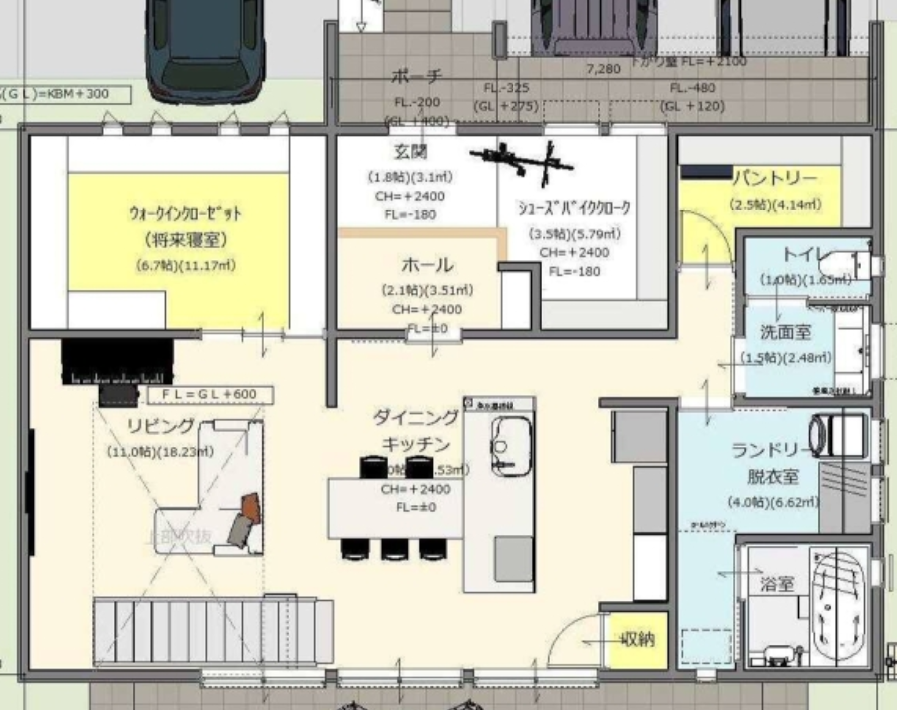 (GL)=KBM+300
ポーチ
FL.-200
(GL +400)
7,280
下がり壁 FL=+2100
FL.-325
(GL +275)
FL.-480
(GL +120)
ウォークインクローゼット
(将来寝室)
(6.7帖)(11.17㎡)
玄関
(1.8帖)(3.1㎡)
CH=+2400
FL=-180
シューズバイククローク
(3.5帖)(5.79㎡)
CH=+2400
FL=-180
パントリー
(2.5帖)(4.14㎡)
ホール
(2.1帖)(3.51㎡)
CH=+2400
FL=±0
トイレ
(1.0帖)(1.65㎡)
洗面室
(1.5帖)(2.48㎡)
FL=GL+600
リビング
(11.0帖)(18.23㎡)
上部吹抜
ダイニング
キッチン
.53㎡)
CH=+2400
FL=±0
ランドリー
脱衣室
(4.0帖)(6.62㎡)
浴室
収納